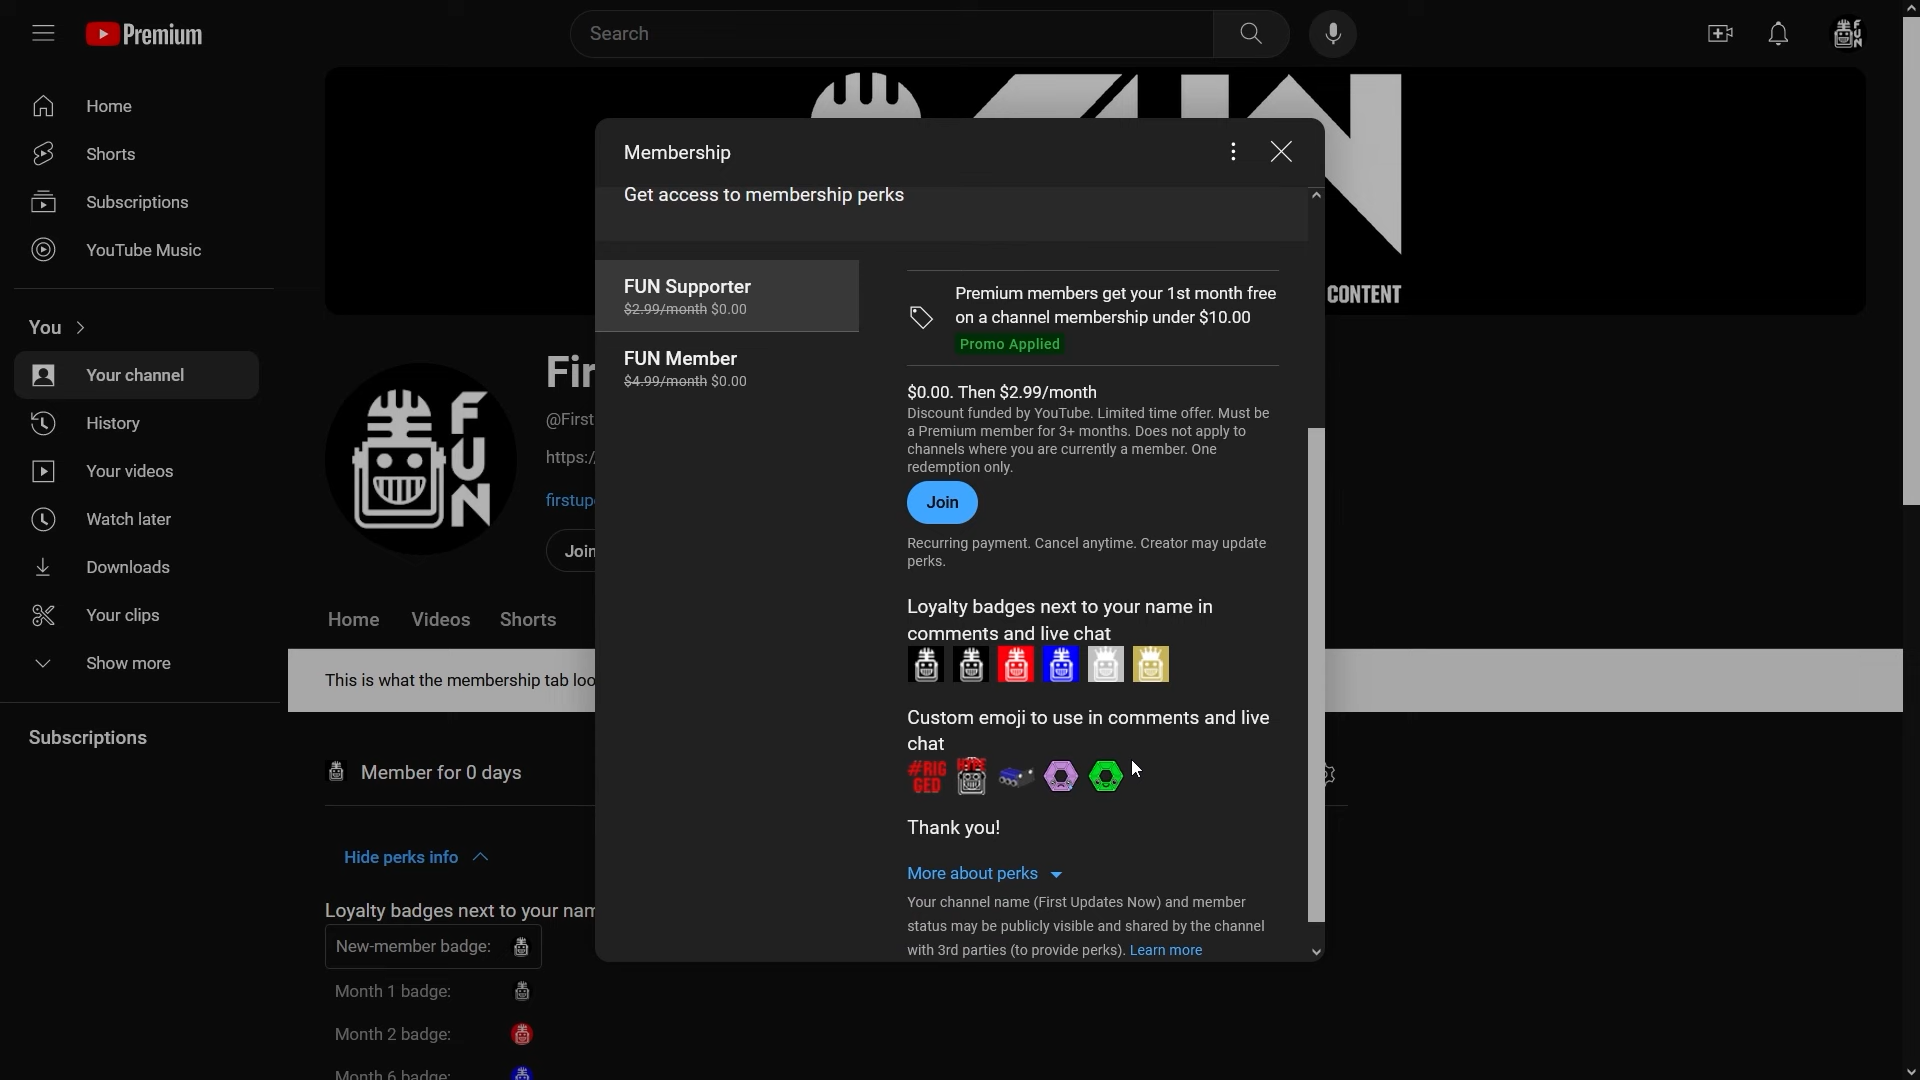 Premium
Search
FUN
Home
Shorts
Subscriptions
YouTube Music
You
Your channel
History
Your videos
Watch later
Downloads
Your clips
Show more
Subscriptions
CONTENT
FUN
Fir
@First
https:/
firstup
Join
Home Videos Shorts
This is what the membership tab loo
Member for 0 days
Hide perks info
Loyalty badges next to your nam
New-member badge:
Month 1 badge:
Month 2 badge:
Month 6 badge:
Membership
Get access to membership perks
FUN Supporter
$2.99/month $0.00
FUN Member
$4.99/month $0.00
Premium members get your 1st month free
on a channel membership under $10.00
Promo Applied
$0.00. Then $2.99/month
Discount funded by YouTube. Limited time offer. Must be
a Premium member for 3+ months. Does not apply to
channels where you are currently a member. One
redemption only.
Join
Recurring payment. Cancel anytime. Creator may update
perks.
Loyalty badges next to your name in
comments and live chat
Custom emoji to use in comments and live
chat
#RIG
GED
HYPE
Thank you!
More about perks
Your channel name (First Updates Now) and member
status may be publicly visible and shared by the channel
with 3rd parties (to provide perks). Learn more